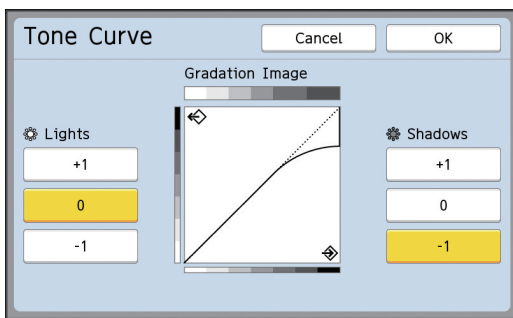 Tone Curve
Cancel
OK
Gradation Image
Lights
+1
0
-1
Shadows
+1
0
-1